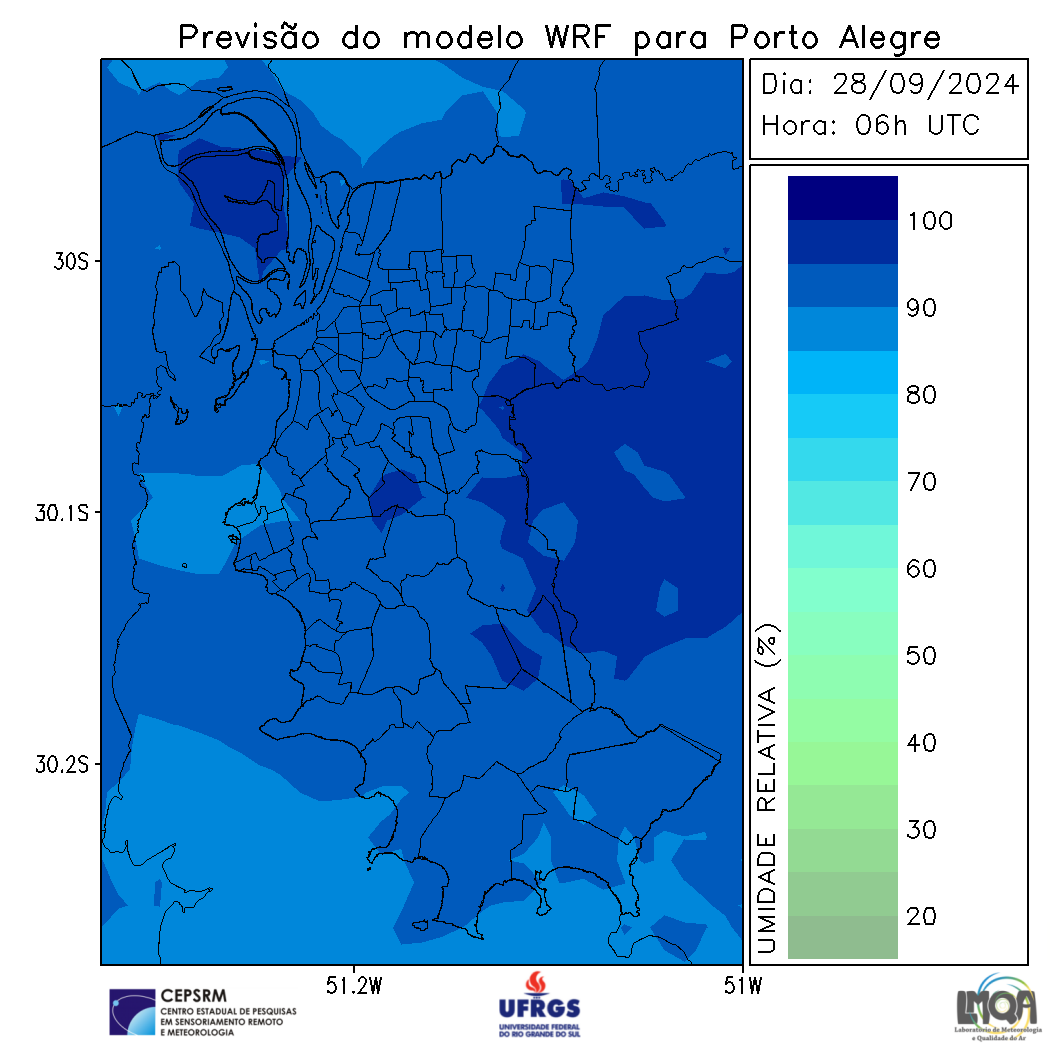 Previsão do modelo WRF para Porto Alegre
Dia: 28/09/2024
Hora: 06h UTC
30S
30.1S
30.2S
51.2W
51W
100
90
80
70
60
50
40
30
20
UMIDADE RELATIVA (%)
CEPSRM
CENTRO ESTADUAL DE PESQUISAS
EM SENSORIAMENTO REMOTO
E METEOROLOGIA
UFRGS
UNIVERSIDADE FEDERAL
DO RIO GRANDE DO SUL
LMQA
Laboratório de Meteorologia
e Qualidade do Ar